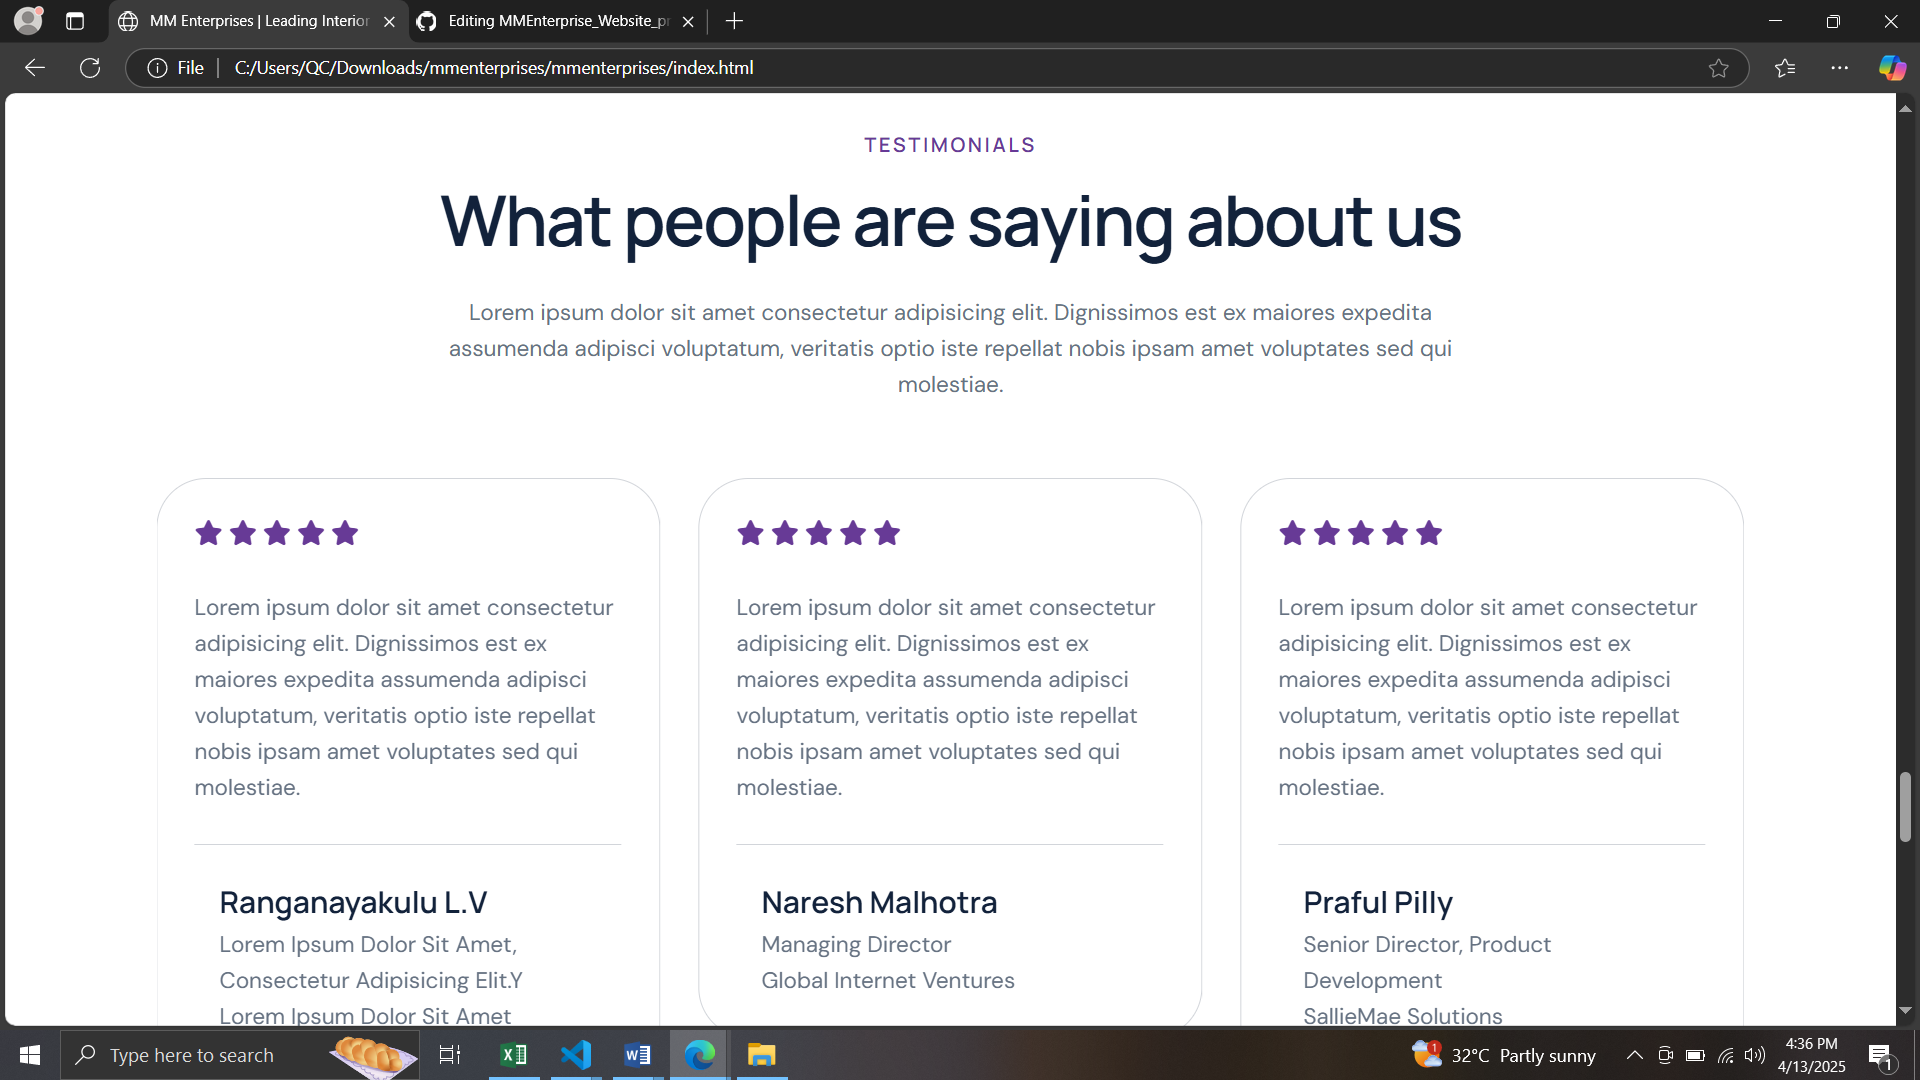 MM Enterprises | Leading Interior
Editing MMEnterprise_Website_pr
File
C:/Users/QC/Downloads/mmenterprises/mmenterprises/index.html
TESTIMONIALS
What people are saying about us
Lorem ipsum dolor sit amet consectetur adipisicing elit. Dignissimos est ex maiores expedita
assumenda adipisci voluptatum, veritatis optio iste repellat nobis ipsam amet voluptates sed qui
molestiae.
Lorem ipsum dolor sit amet consectetur
adipisicing elit. Dignissimos est ex
maiores expedita assumenda adipisci
voluptatum, veritatis optio iste repellat
nobis ipsam amet voluptates sed qui
molestiae.
Ranganayakulu L.V
Lorem Ipsum Dolor Sit Amet,
Consectetur Adipisicing Elit.Y
Lorem Ipsum Dolor Sit Amet
Lorem ipsum dolor sit amet consectetur
adipisicing elit. Dignissimos est ex
maiores expedita assumenda adipisci
voluptatum, veritatis optio iste repellat
nobis ipsam amet voluptates sed qui
molestiae.
Naresh Malhotra
Managing Director
Global Internet Ventures
Lorem ipsum dolor sit amet consectetur
adipisicing elit. Dignissimos est ex
maiores expedita assumenda adipisci
voluptatum, veritatis optio iste repellat
nobis ipsam amet voluptates sed qui
molestiae.
Praful Pilly
Senior Director, Product
Development
SallieMae Solutions
Type here to search
1
32°C Partly sunny
4:36 PM
4/13/2025
1